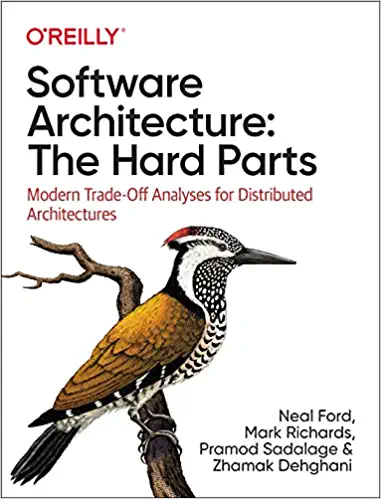 O'REILLY®
Software
Architecture:
The Hard Parts
Modern Trade-Off Analyses for Distributed
Architectures
Neal Ford,
Mark Richards,
Pramod Sadalage &
Zhamak Dehghani